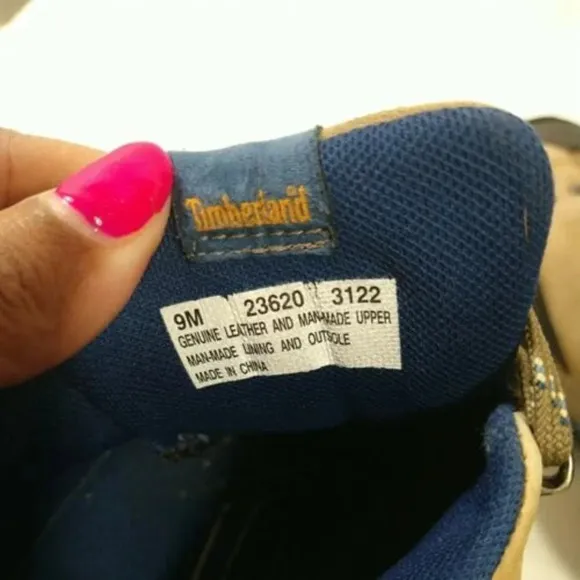 Timberland
9M 23620 3122
GENUINE LEATHER AND MAN-MADE UPPER
MAN-MADE LINING AND OUTSOLE
MADE IN CHINA